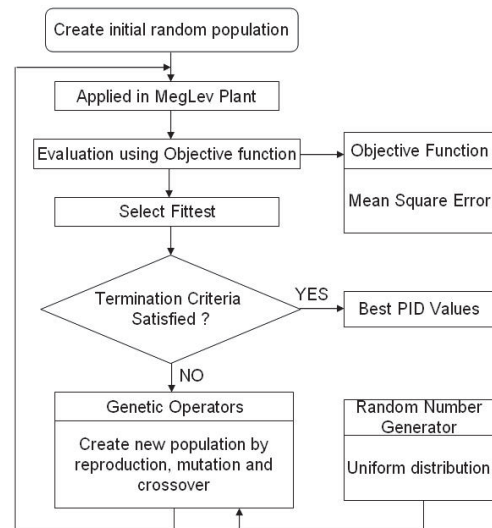 Create initial random population
Applied in MegLev Plant
Evaluation using Objective function
Objective Function
Mean Square Error
Select Fittest
Termination Criteria
Satisfied ?
YES
Best PID Values
NO
Genetic Operators
Create new population by
reproduction, mutation and
crossover
Random Number
Generator
Uniform distribution